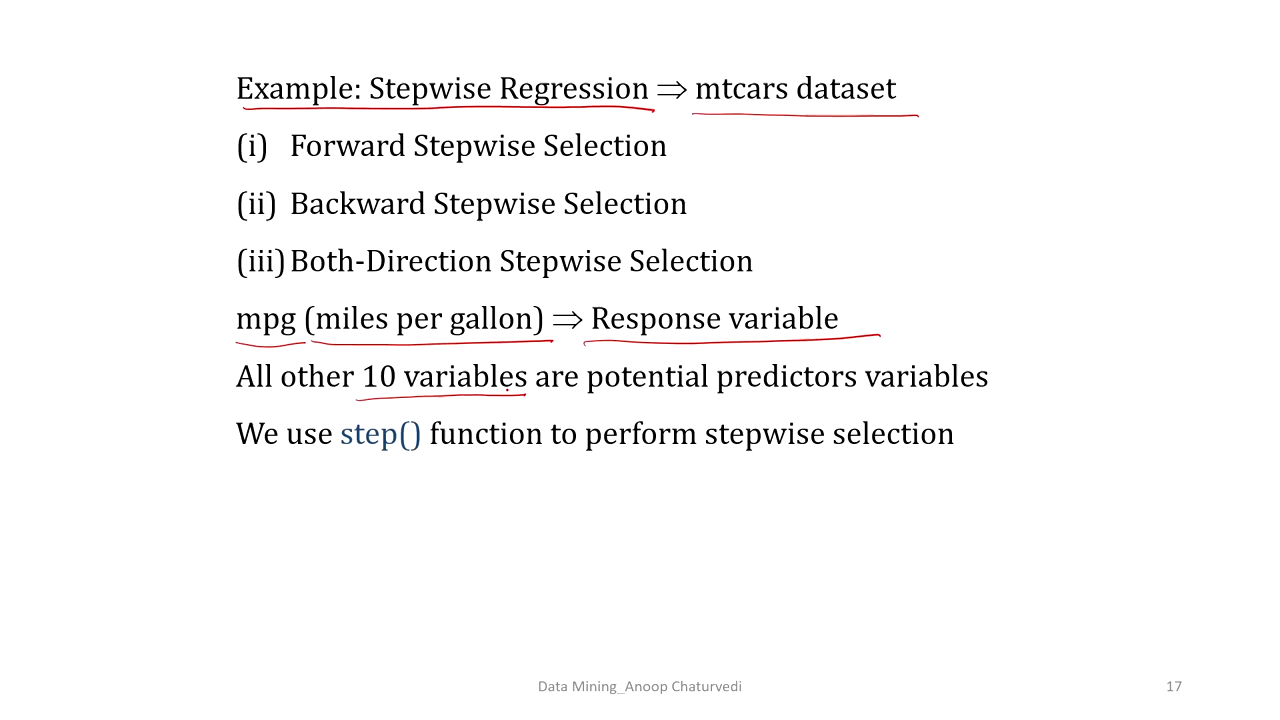 Example: Stepwise Regression ⇒ mtcars dataset
(i) Forward Stepwise Selection
(ii) Backward Stepwise Selection
(iii) Both-Direction Stepwise Selection
mpg (miles per gallon) ⇒ Response variable
All other 10 variables are potential predictors variables
We use step() function to perform stepwise selection
Data Mining_Anoop Chaturvedi
17